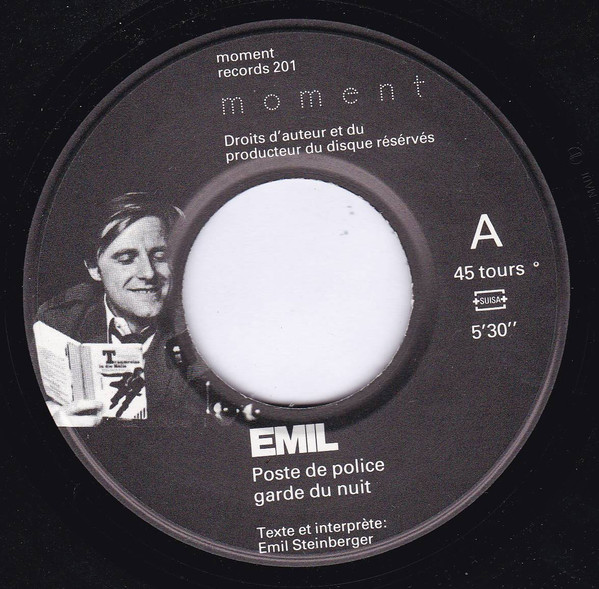 moment
records 201
moment
Droits d'auteur et du
producteur du disque résérvés
A
45 tours °
SUISA
5'30''
EMIL
Poste de police
garde du nuit
Texte et interprète:
Emil Steinberger